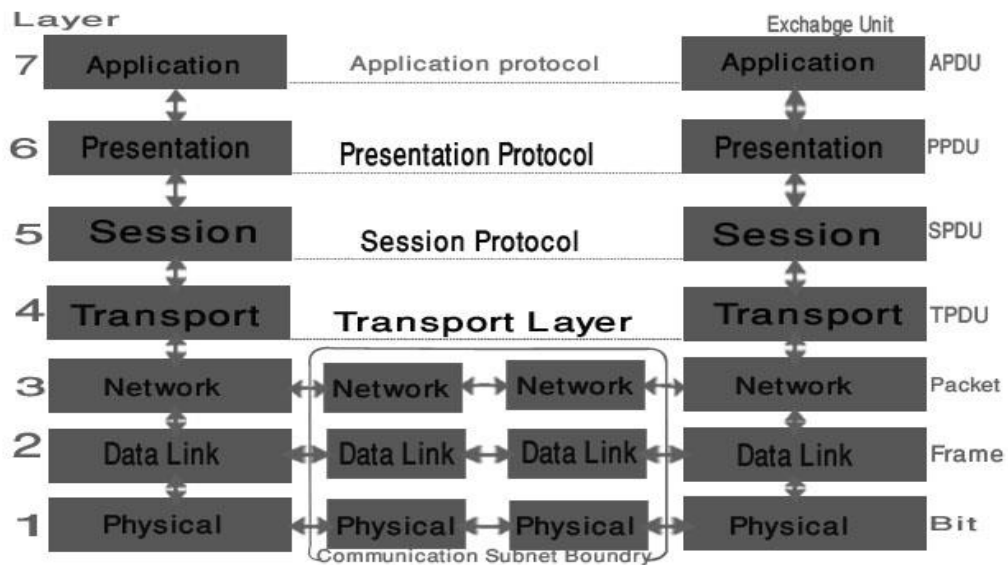 Layer
Exchabge Unit
7 Application Application protocol Application APDU
6 Presentation Presentation Protocol Presentation PPDU
5 Session Session Protocol Session SPDU
4 Transport Transport Layer Transport TPDU
3 Network Network Network Network Packet
2 Data Link Data Link Data Link Data Link Frame
1 Physical Physical Physical Physical Bit
Communication Subnet Boundry